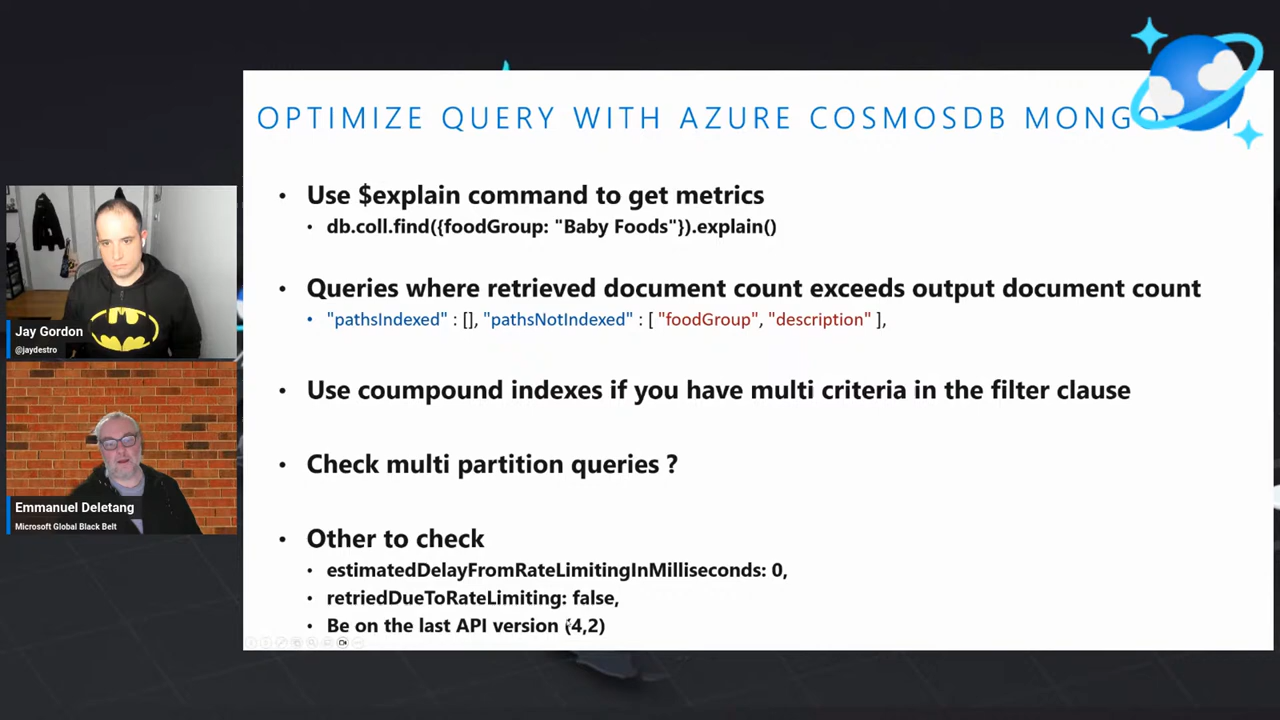 OPTIMIZE QUERY WITH AZURE COSMOSDB MONGO
• Use $explain command to get metrics
• db.coll.find({foodGroup: "Baby Foods"}).explain()
• Queries where retrieved document count exceeds output document count
• "pathsIndexed" : [], "pathsNotIndexed" : [ "foodGroup", "description" ],
• Use coumpound indexes if you have multi criteria in the filter clause
• Check multi partition queries ?
• Other to check
• estimatedDelayFromRateLimitingInMilliseconds: 0,
• retriedDueToRateLimiting: false,
• Be on the last API version (4,2)
Jay Gordon
@jaydestro
Emmanuel Deletang
Microsoft Global Black Belt